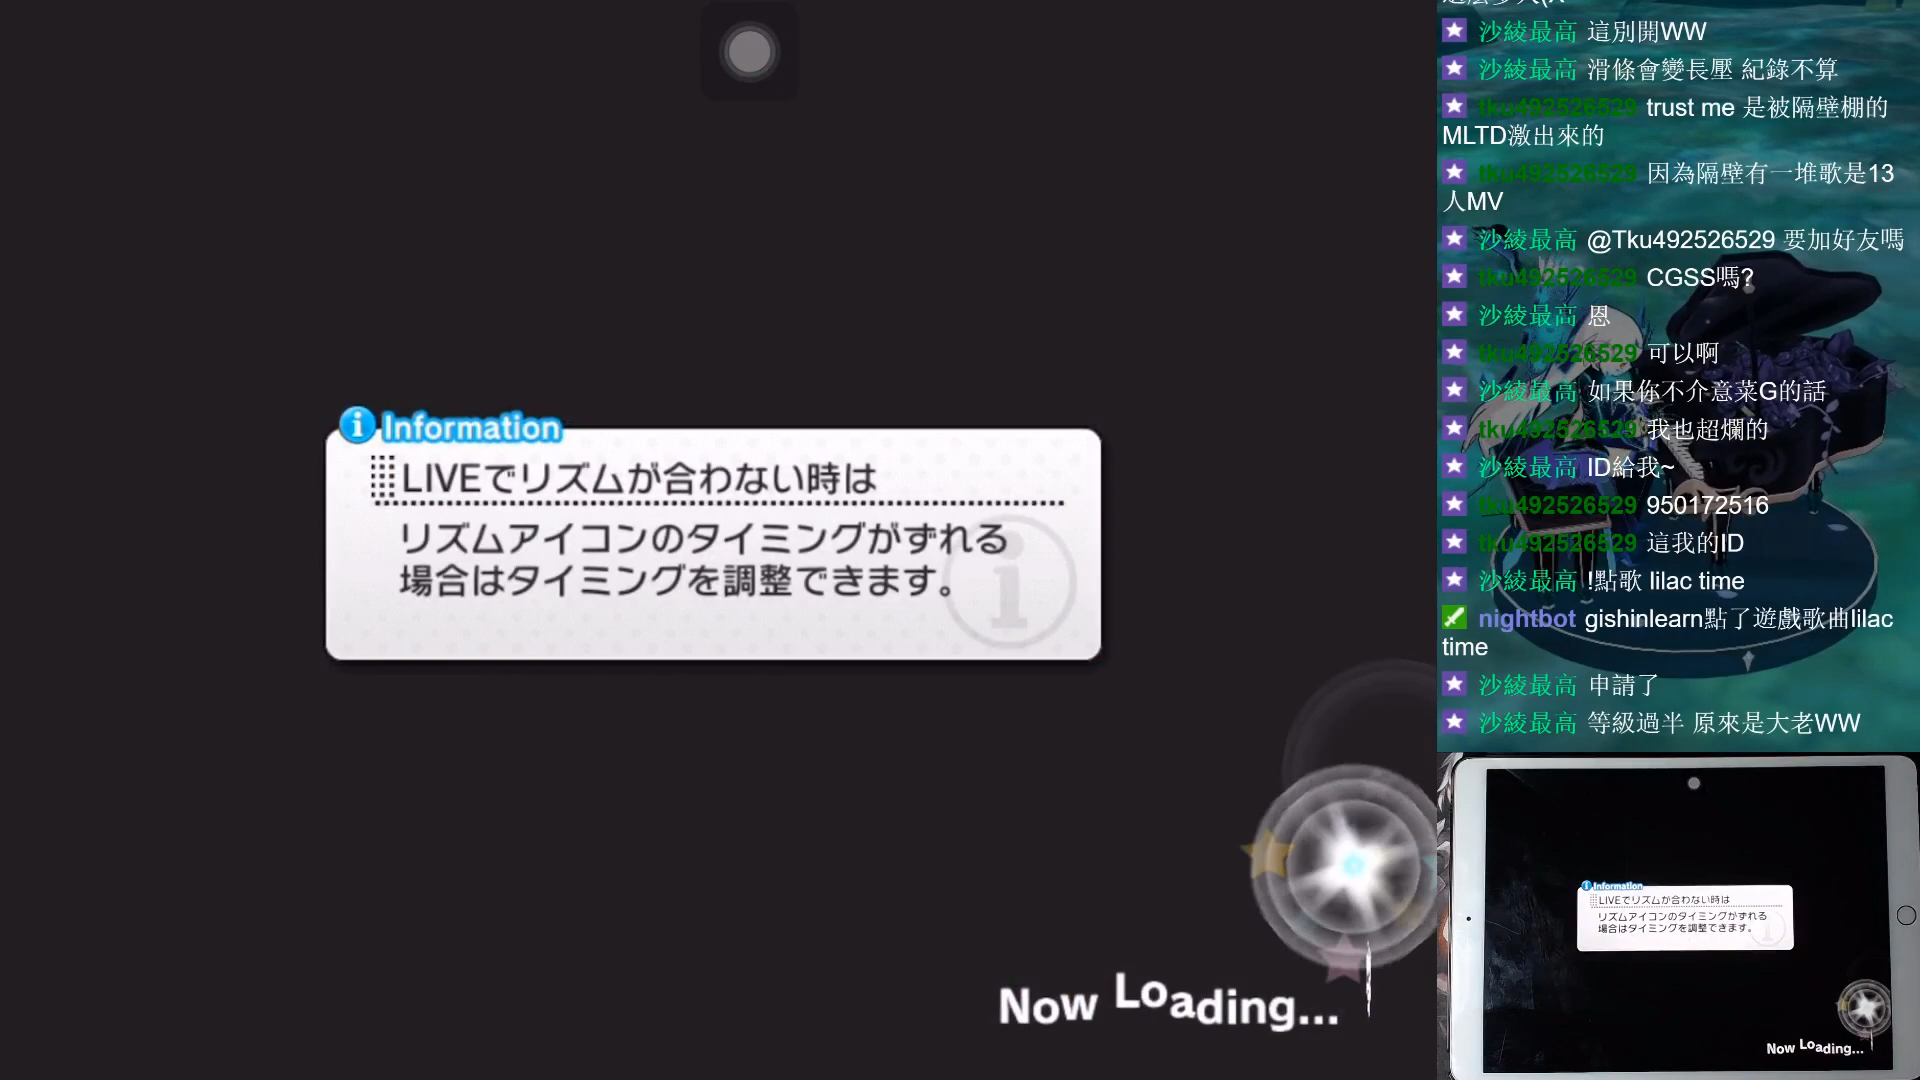 Information
LIVEでリズムが合わない時は
リズムアイコンのタイミングがずれる
場合はタイミングを調整できます。
Now Loading...
沙綾最高 這別開WW
沙綾最高 滑條會變長壓 紀錄不算
tku492526529 trust me 是被隔壁棚的
MLTD激出來的
tku492526529 因為隔壁有一堆歌是13
人MV
沙綾最高 @Tku492526529 要加好友嗎
tku492526529 CGSS嗎?
沙綾最高 恩
tku492526529 可以啊
沙綾最高 如果你不介意菜G的話
tku492526529 我也超爛的
沙綾最高 ID給我~
tku492526529 950172516
tku492526529 這我的ID
沙綾最高 !點歌 lilac time
nightbot gishinlearn點了遊戲歌曲lilac
time
沙綾最高 申請了
沙綾最高 等級過半 原來是大老WW
Information
LIVEでリズムが合わない時は
リズムアイコンのタイミングがずれる
場合はタイミングを調整できます。
Now Loading...